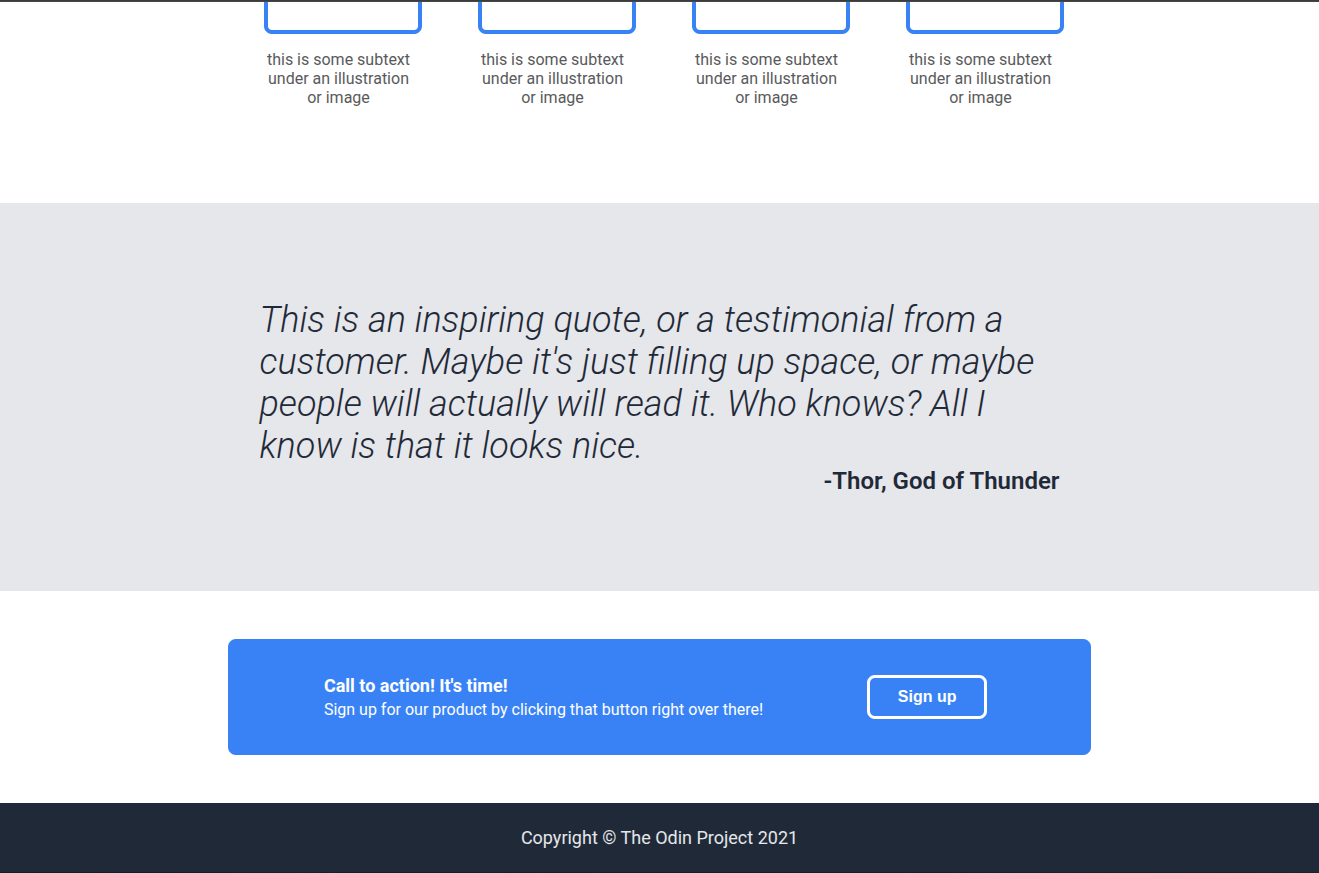 this is some subtext
under an illustration
or image
this is some subtext
under an illustration
or image
this is some subtext
under an illustration
or image
this is some subtext
under an illustration
or image
This is an inspiring quote, or a testimonial from a
customer. Maybe it's just filling up space, or maybe
people will actually will read it. Who knows? All I
know is that it looks nice.
-Thor, God of Thunder
Call to action! It's time!
Sign up for our product by clicking that button right over there!
Sign up
Copyright © The Odin Project 2021